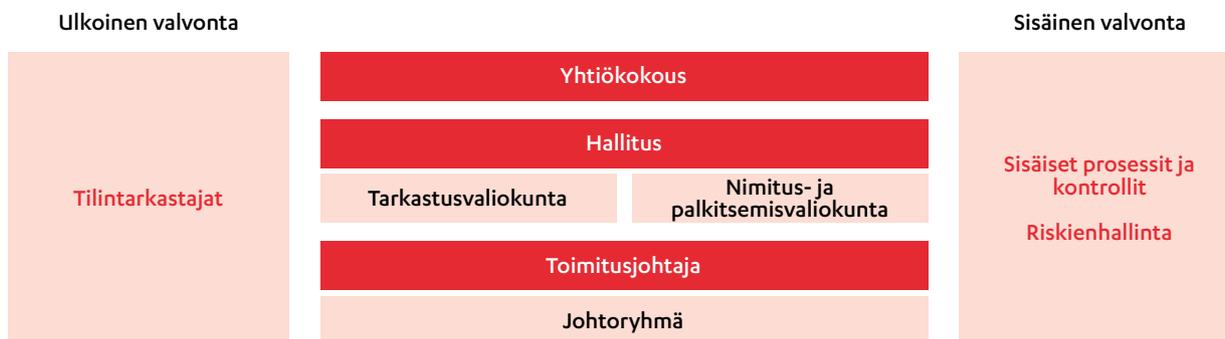 Ulkoinen valvonta
Sisäinen valvonta
Yhtiökokous
Hallitus
Tilintarkastajat
Tarkastusvaliokunta
Nimitus- ja
palkitsemisvaliokunta
Sisäiset prosessit ja
kontrollit
Riskienhallinta
Toimitusjohtaja
Johtoryhmä